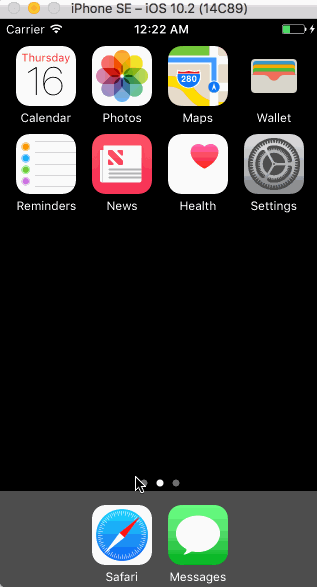 iPhone SE – iOS 10.2 (14C89)
Carrier 12:22 AM
Thursday
16
280
Calendar Photos Maps Wallet
Reminders News Health Settings
Safari Messages